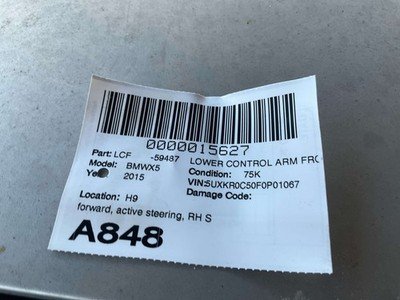 0000015627
Part: LCF -59487 LOWER CONTROL ARM FRO
Model: BMWX5 Condition: 75K
Year 2015 VIN:5UXKR0C50F0P01067
Damage Code:
Location: H9
forward, active steering, RH S
A848